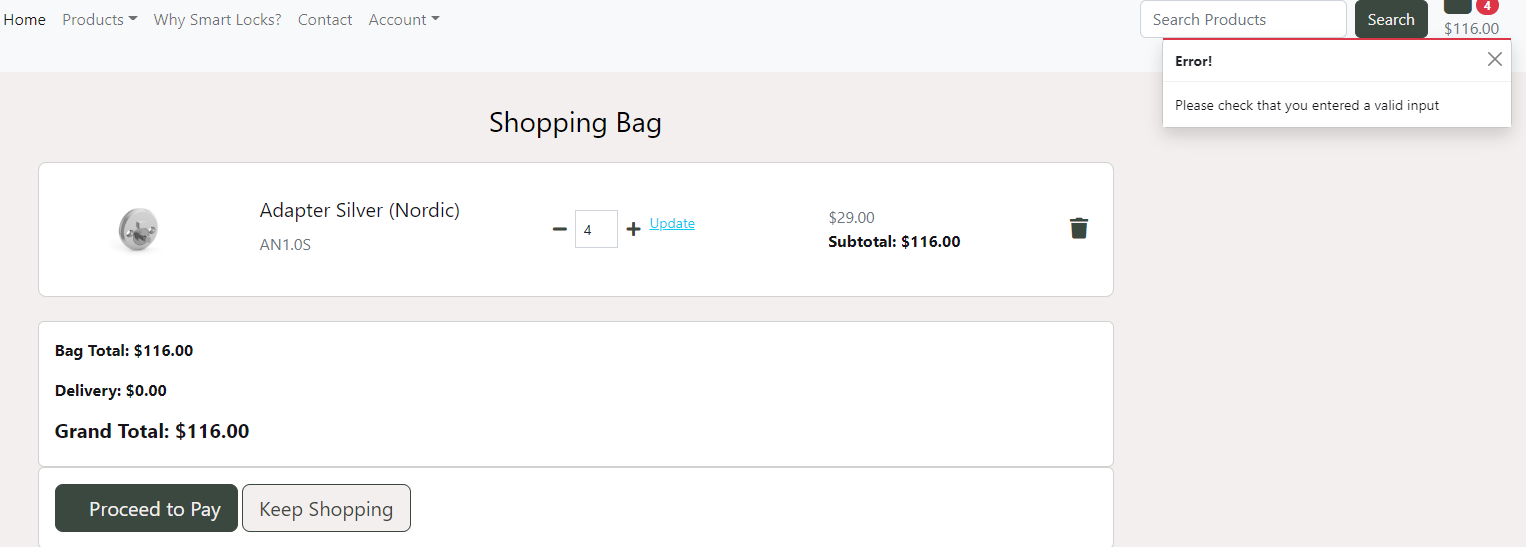 Home Products Why Smart Locks? Contact Account
Search Products Search 4
$116.00
Error!
Please check that you entered a valid input
Shopping Bag
Adapter Silver (Nordic)
AN1.0S
4 Update
$29.00
Subtotal: $116.00
Bag Total: $116.00
Delivery: $0.00
Grand Total: $116.00
Proceed to Pay Keep Shopping